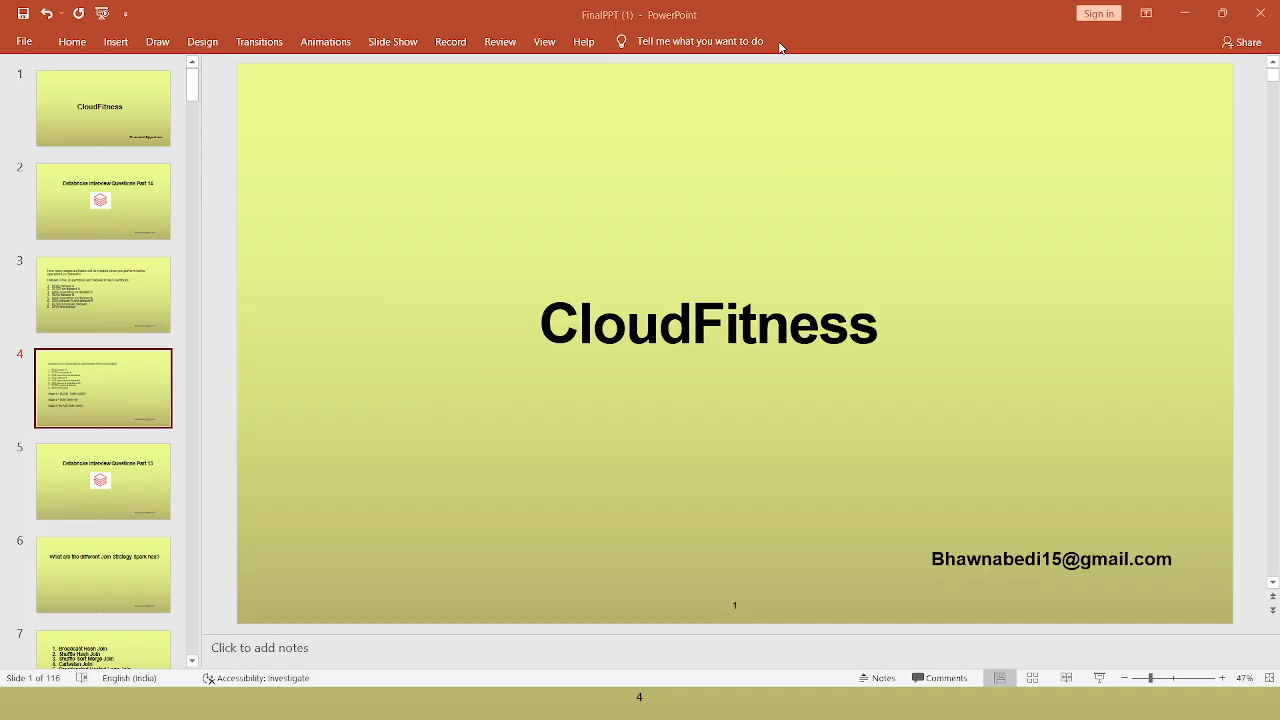 FinalPPT (1) - PowerPoint
Sign in
File Home Insert Draw Design Transitions Animations Slide Show Record Review View Help Tell me what you want to do Share
1
CloudFitness
2
Databricks Interview Questions Part 14
3
4
5
Databricks Interview Questions Part 13
6
What are the different Join Strategy Spark has?
7
1. Broadcast Hash Join
2. Shuffle Hash Join
3. Shuffle Sort Merge Join
4. Cartesian Join
CloudFitness
Bhawnabedi15@gmail.com
1
Click to add notes
Slide 1 of 116 English (India) Accessibility: Investigate Notes Comments 47%
4